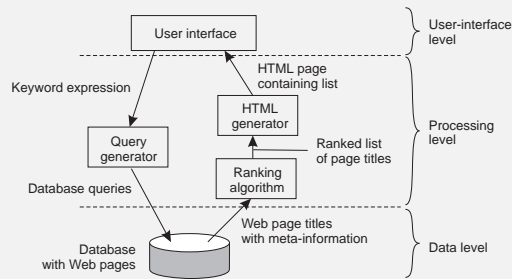 User interface
User-interface
level
HTML page
containing list
Keyword expression
HTML
generator
Processing
level
Query
generator
Ranked list
of page titles
Ranking
algorithm
Database queries
Web page titles
with meta-information
Database
with Web pages
Data level